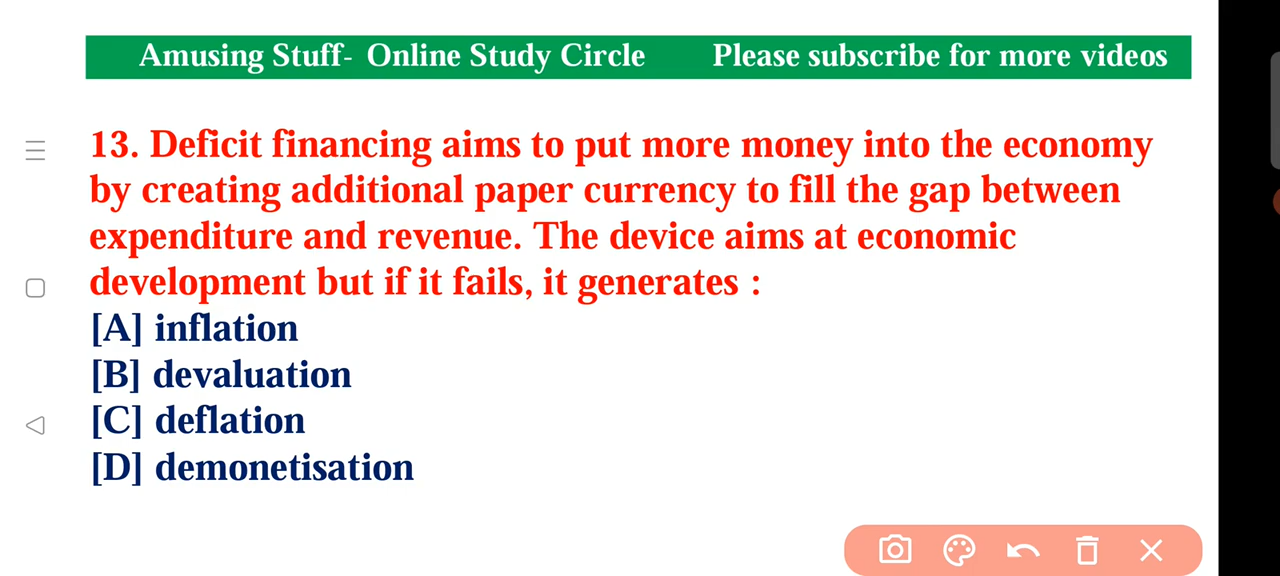 Amusing Stuff- Online Study Circle Please subscribe for more videos
13. Deficit financing aims to put more money into the economy
by creating additional paper currency to fill the gap between
expenditure and revenue. The device aims at economic
development but if it fails, it generates :
[A] inflation
[B] devaluation
[C] deflation
[D] demonetisation